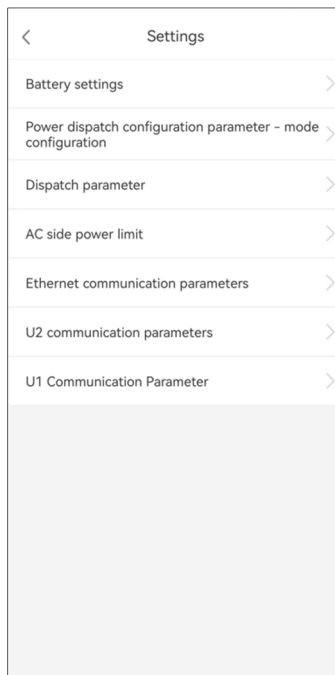 Settings
Battery settings
Power dispatch configuration parameter - mode
configuration
Dispatch parameter
AC side power limit
Ethernet communication parameters
U2 communication parameters
U1 Communication Parameter